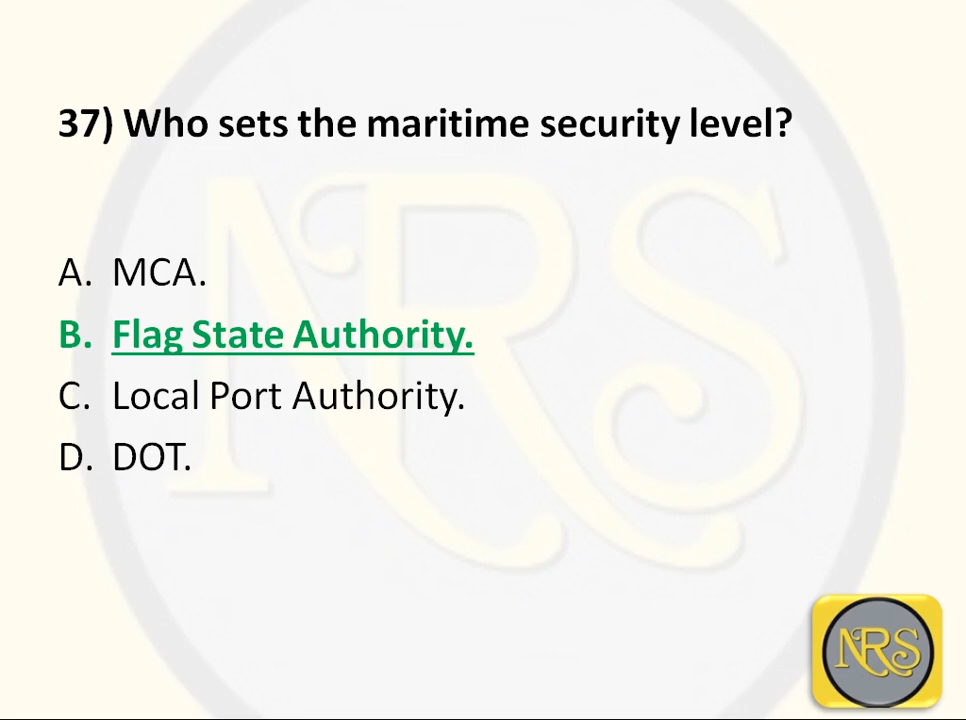 37) Who sets the maritime security level?
A. MCA.
B. Flag State Authority.
C. Local Port Authority.
D. DOT.
NRS
NRS